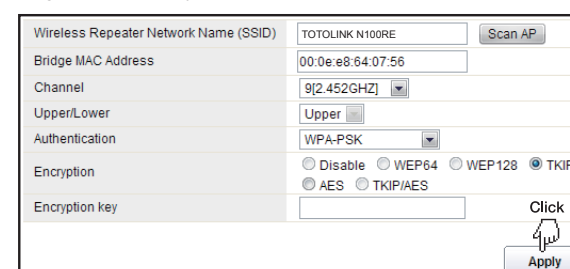 Wireless Repeater Network Name (SSID) TOTOLINK N100RE Scan AP
Bridge MAC Address 00:0e:e8:64:07:56
Channel 9[2.452GHZ]
Upper/Lower Upper
Authentication WPA-PSK
Encryption Disable WEP64 WEP128 TKIP
AES TKIP/AES
Encryption key Click
Apply